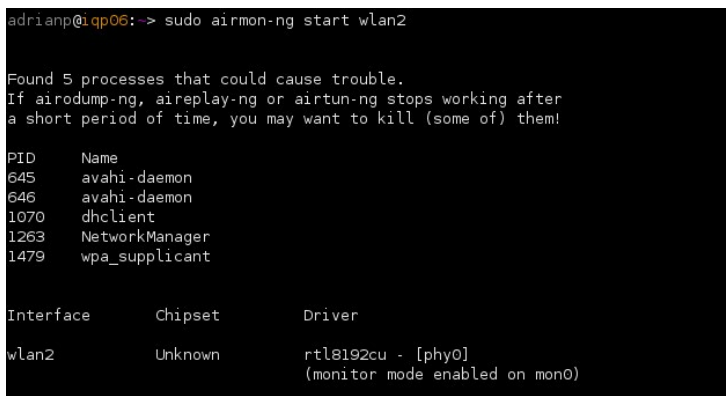 adrianp@iqp06:~> sudo airmon-ng start wlan2
Found 5 processes that could cause trouble.
If airodump-ng, aireplay-ng or airtun-ng stops working after
a short period of time, you may want to kill (some of) them!
PID Name
645 avahi-daemon
646 avahi-daemon
1070 dhclient
1263 NetworkManager
1479 wpa_supplicant
Interface Chipset Driver
wlan2 Unknown rtl8192cu - [phy0]
(monitor mode enabled on mon0)